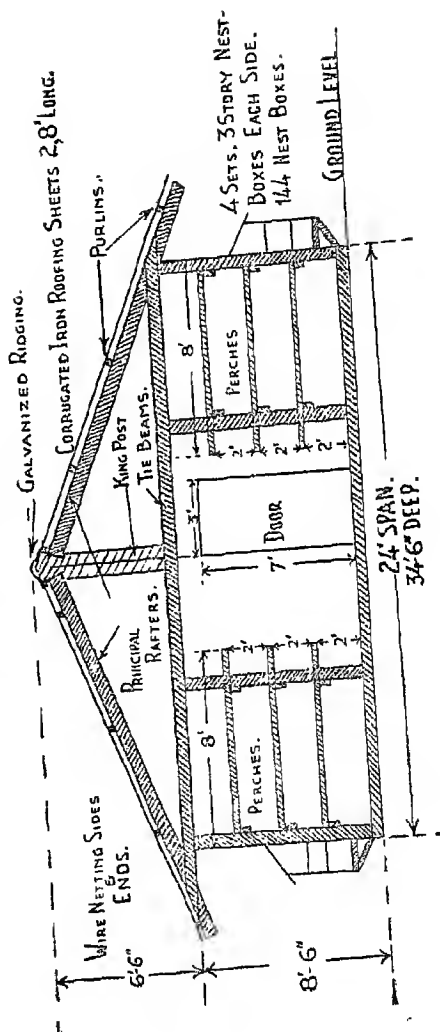 GALVANIZED RIDGING.
CORRUGATED IRON ROOFING SHEETS 2,8' LONG.
PURLINS.
WIRE NETTING SIDES
&
ENDS.
PRINCIPAL
RAFTERS.
KING POST
TIE BEAMS.
6'-6"
8'-6"
8'
PERCHES.
2'
2'
2'
3'
7'
DOOR
8'
PERCHES
2'
2'
2'
4 SETS, 3 STORY NEST-
BOXES EACH SIDE.
144 NEST BOXES.
GROUND LEVEL
24' SPAN.
34'6" DEEP.